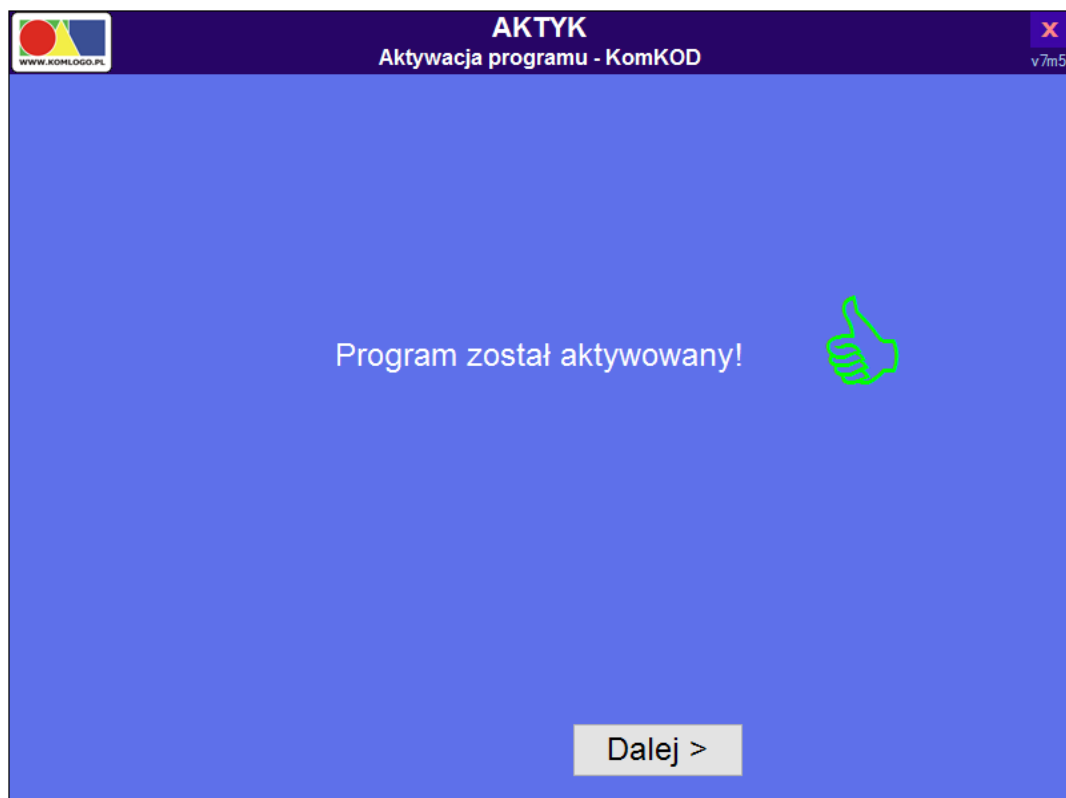 AKTYK
Aktywacja programu - KomKOD
WWW.KOMLOGO.PL
X
v7m5
Program został aktywowany!
Dalej >